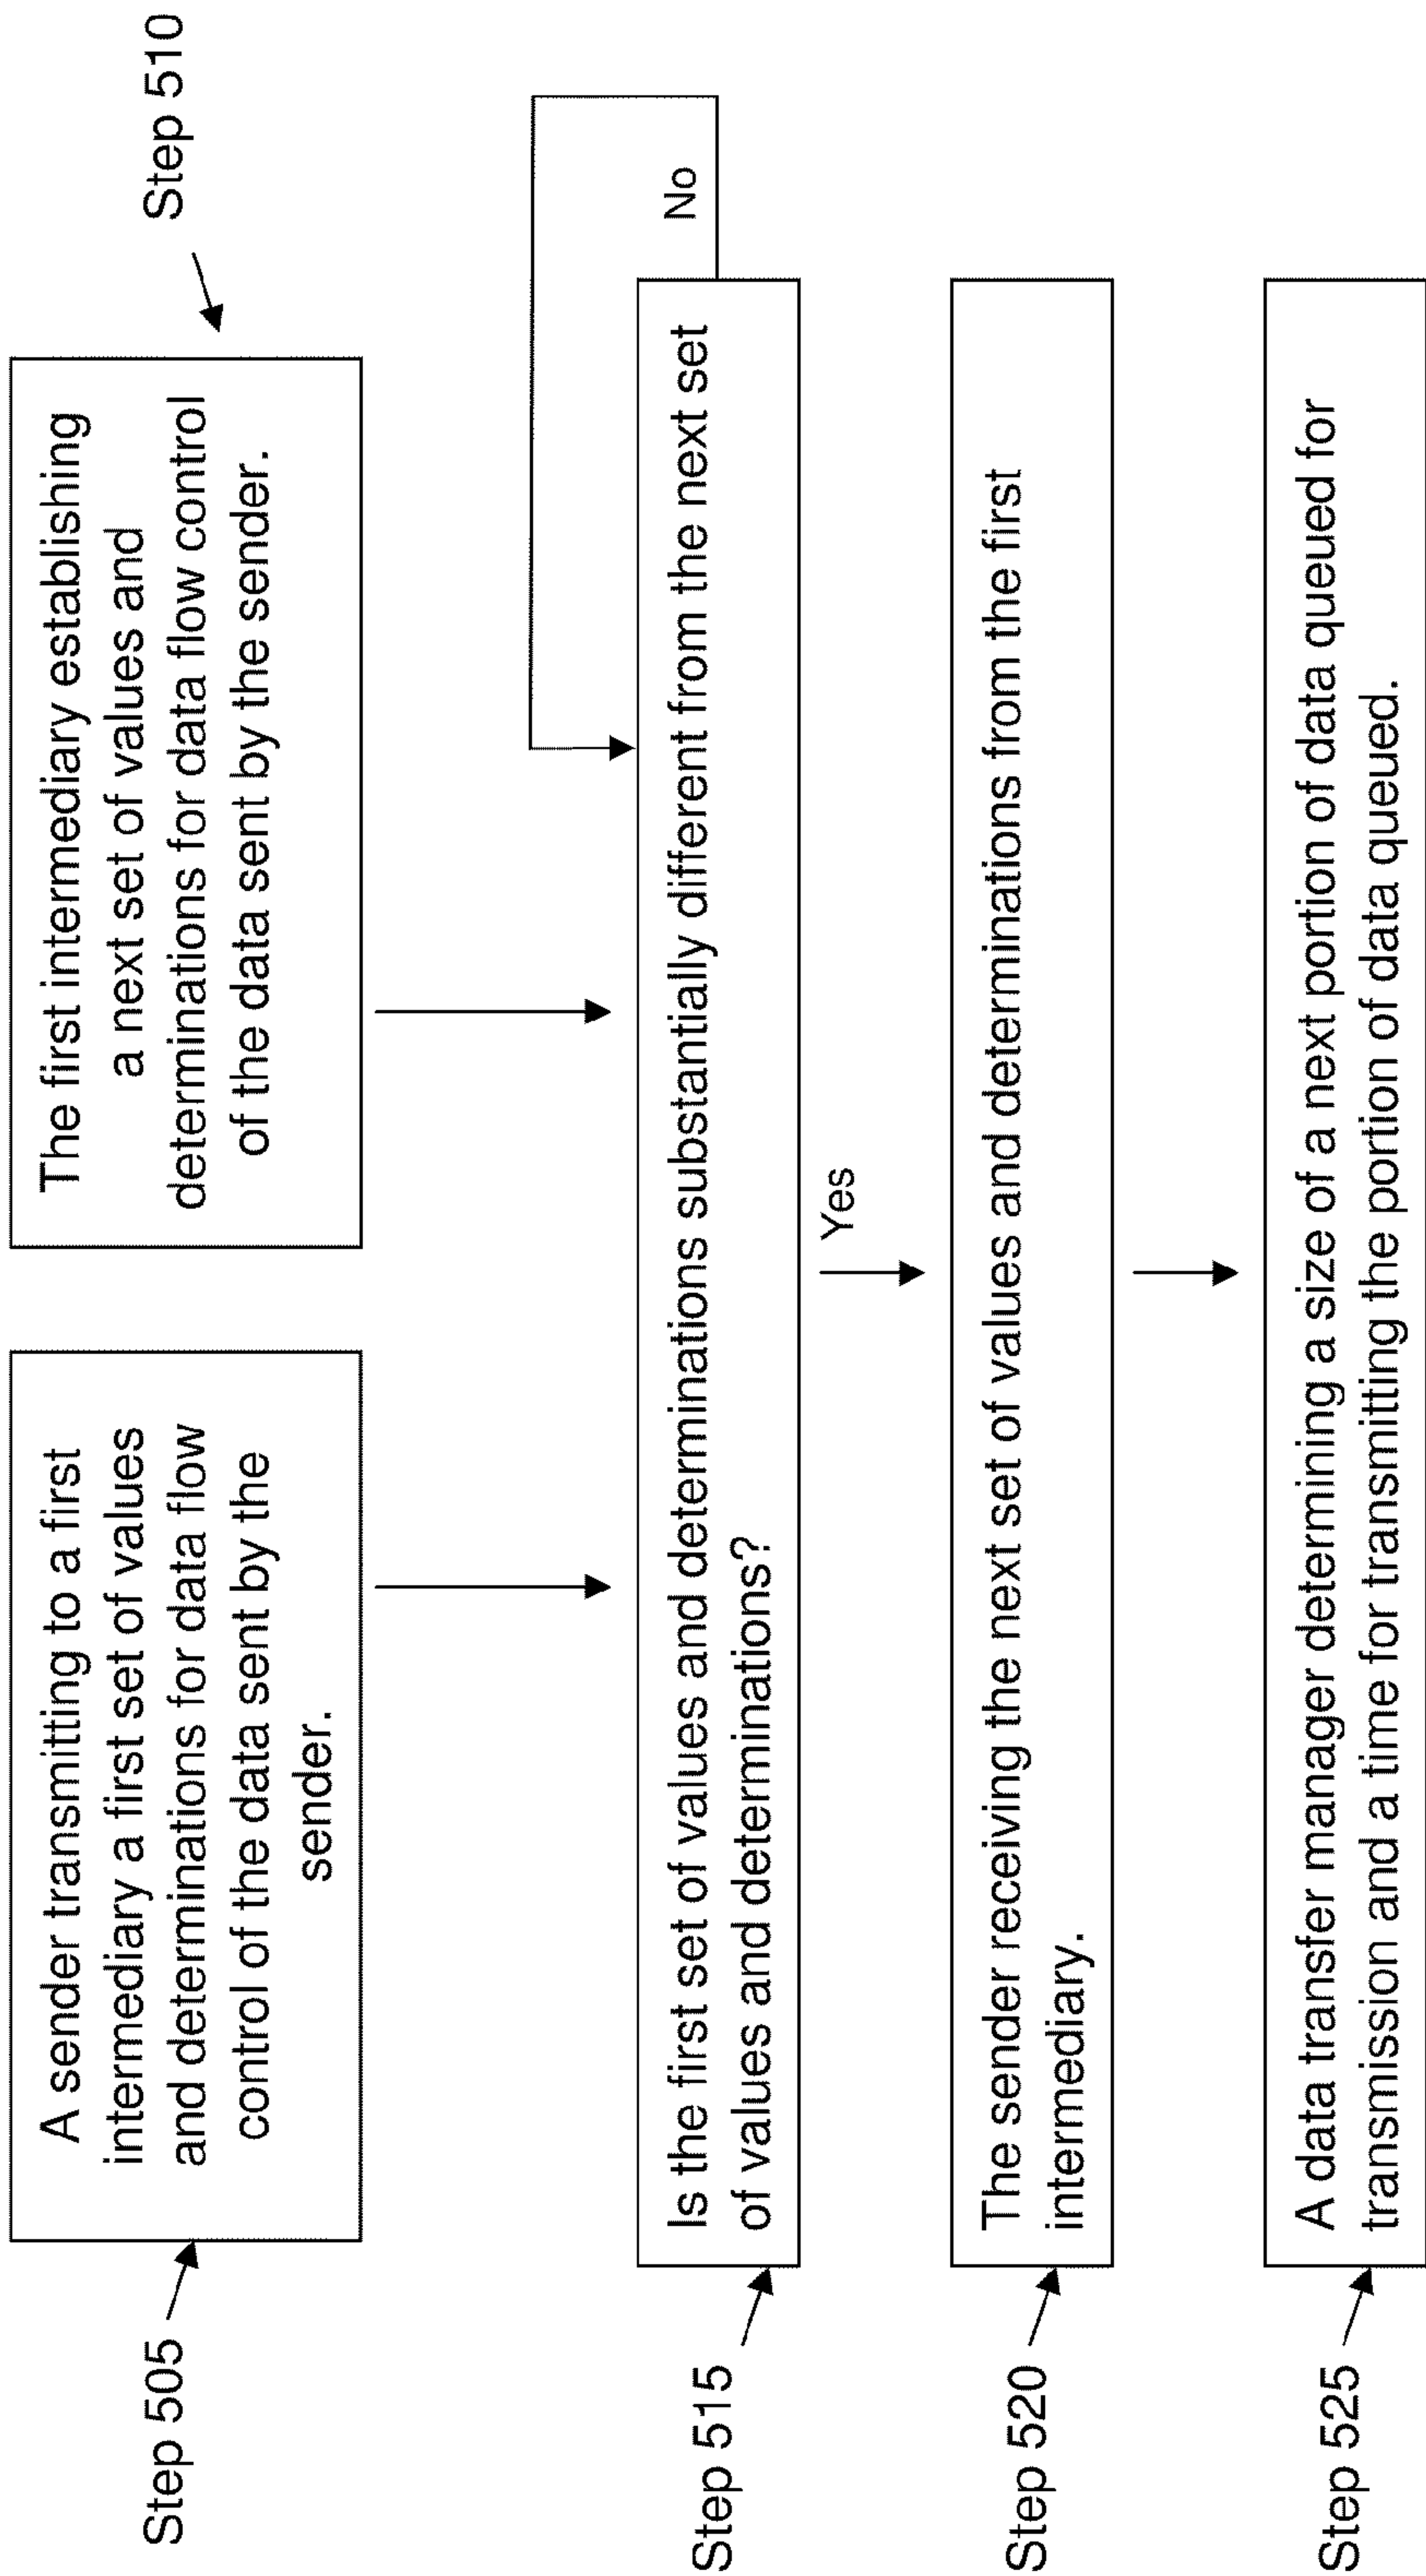 Step 505
A sender transmitting to a first
intermediary a first set of values
and determinations for data flow
control of the data sent by the
sender.
The first intermediary establishing
a next set of values and
determinations for data flow control
of the data sent by the sender.
Step 510
Step 515
Is the first set of values and determinations substantially different from the next set
of values and determinations?
No
Yes
Step 520
The sender receiving the next set of values and determinations from the first
intermediary.
Step 525
A data transfer manager determining a size of a next portion of data queued for
transmission and a time for transmitting the portion of data queued.